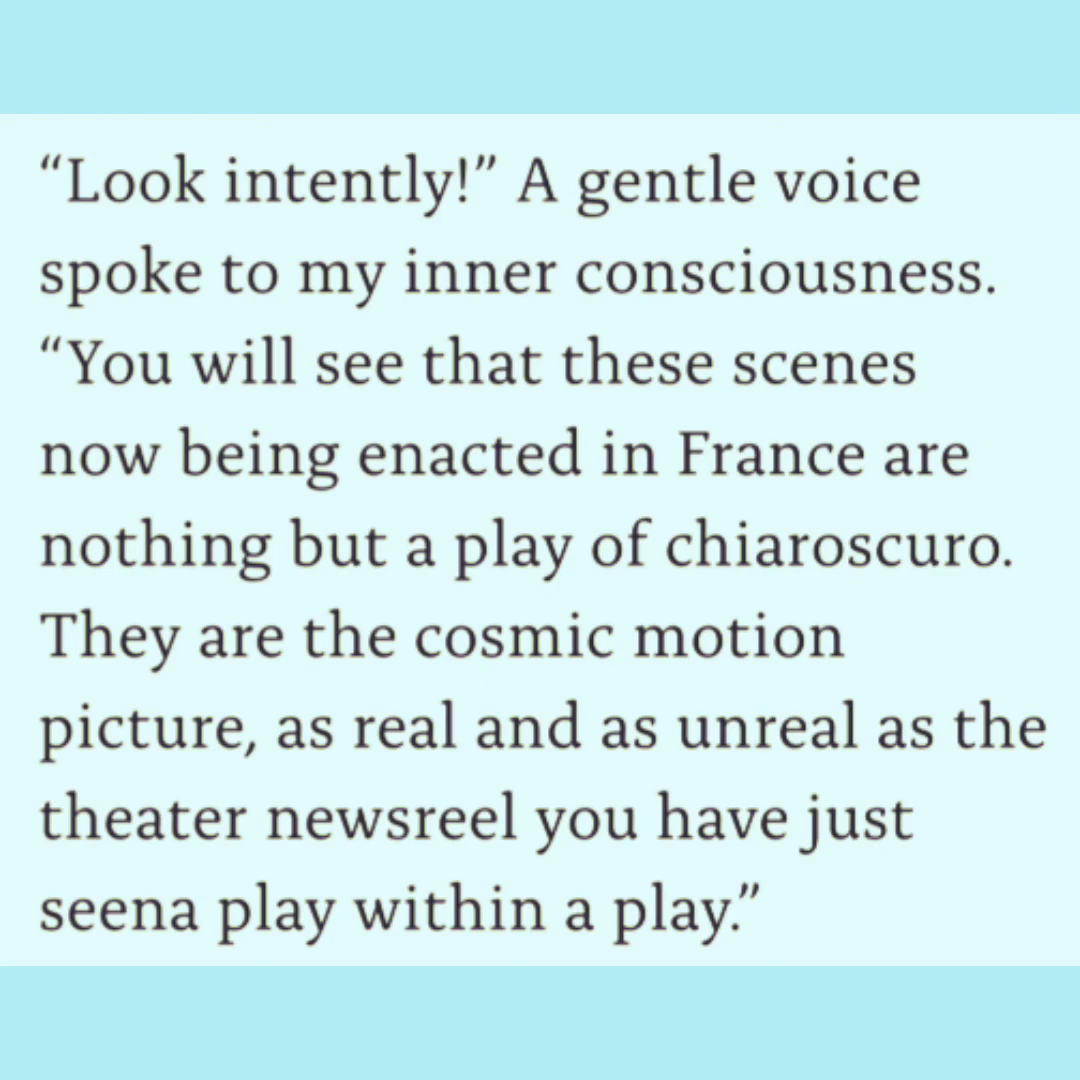 “Look intently!” A gentle voice
spoke to my inner consciousness.
“You will see that these scenes
now being enacted in France are
nothing but a play of chiaroscuro.
They are the cosmic motion
picture, as real and as unreal as the
theater newsreel you have just
seena play within a play.”